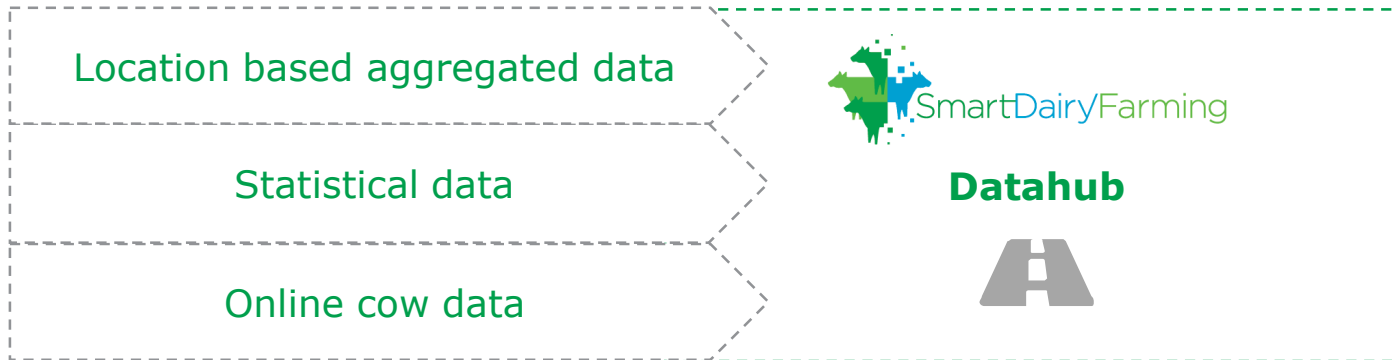 Location based aggregated data
Statistical data
Online cow data
SmartDairyFarming
Datahub